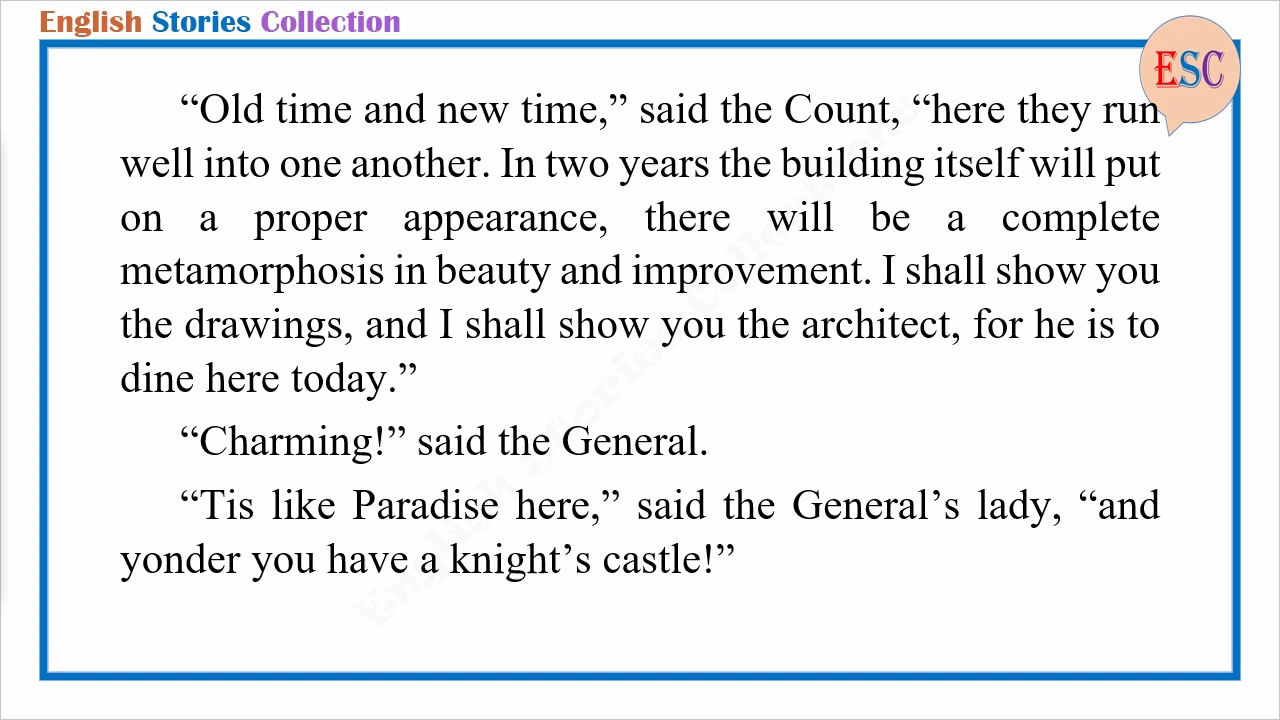 English Stories Collection
ESC
“Old time and new time,” said the Count, “here they run
well into one another. In two years the building itself will put
on a proper appearance, there will be a complete
metamorphosis in beauty and improvement. I shall show you
the drawings, and I shall show you the architect, for he is to
dine here today.”
“Charming!” said the General.
“Tis like Paradise here,” said the General’s lady, “and
yonder you have a knight’s castle!”
English Stories Collection